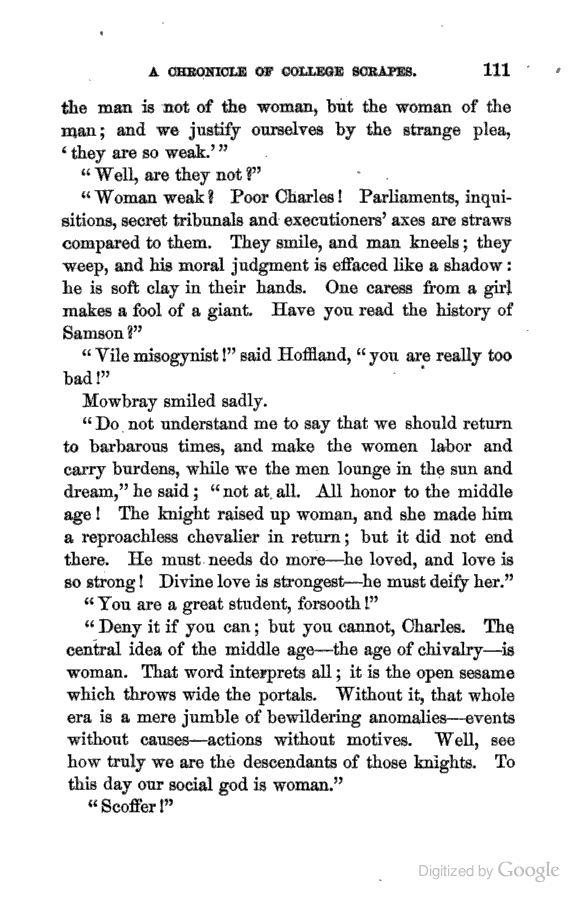 A CHRONICLE OF COLLEGE SCRAPES. 111
the man is not of the woman, but the woman of the
man; and we justify ourselves by the strange plea,
‘they are so weak.’”
“Well, are they not?”
“Woman weak? Poor Charles! Parliaments, inqui-
sitions, secret tribunals and executioners’ axes are straws
compared to them. They smile, and man kneels; they
weep, and his moral judgment is effaced like a shadow:
he is soft clay in their hands. One caress from a girl
makes a fool of a giant. Have you read the history of
Samson?”
“Vile misogynist!” said Hoffland, “you are really too
bad!”
Mowbray smiled sadly.
“Do not understand me to say that we should return
to barbarous times, and make the women labor and
carry burdens, while we the men lounge in the sun and
dream,” he said; “not at all. All honor to the middle
age! The knight raised up woman, and she made him
a reproachless chevalier in return; but it did not end
there. He must needs do more—he loved, and love is
so strong! Divine love is strongest—he must deify her.”
“You are a great student, forsooth!”
“Deny it if you can; but you cannot, Charles. The
central idea of the middle age—the age of chivalry—is
woman. That word interprets all; it is the open sesame
which throws wide the portals. Without it, that whole
era is a mere jumble of bewildering anomalies—events
without causes—actions without motives. Well, see
how truly we are the descendants of those knights. To
this day our social god is woman.”
“Scoffer!”
Digitized by Google